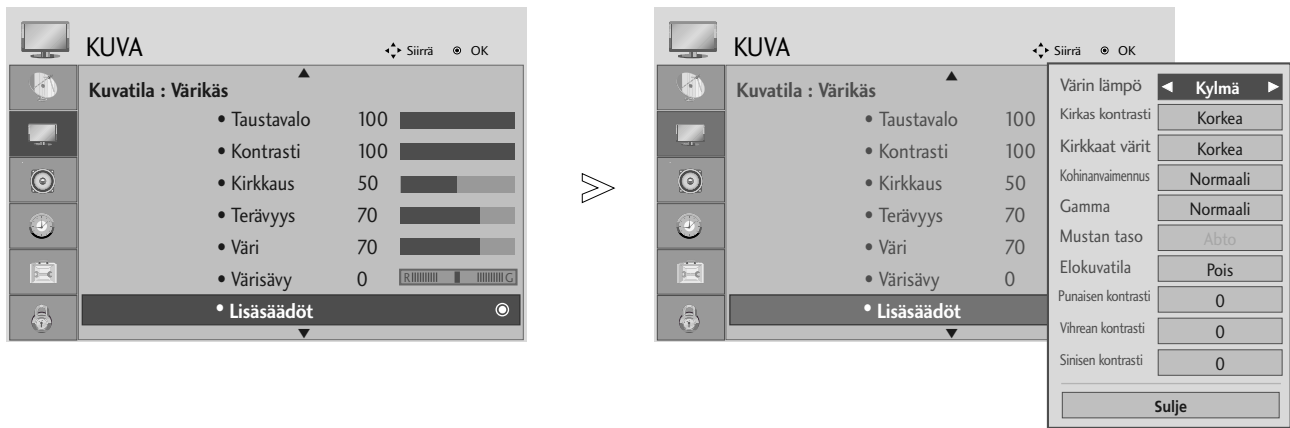 KUVA
Siirrä OK
Kuvatila : Värikäs
• Taustavalo 100
• Kontrasti 100
• Kirkkaus 50
• Terävyys 70
• Väri 70
• Värisävy 0 R G
• Lisäsäädöt
KUVA
Siirrä OK
Kuvatila : Värikäs
• Taustavalo 100
• Kontrasti 100
• Kirkkaus 50
• Terävyys 70
• Väri 70
• Värisävy 0
• Lisäsäädöt
Värin lämpö Kylmä
Kirkas kontrasti Korkea
Kirkkaat värit Korkea
Kohinanvaimennus Normaali
Gamma Normaali
Mustan taso Abto
Elokuvatila Pois
Punaisen kontrasti 0
Vihrean kontrasti 0
Sinisen kontrasti 0
Sulje